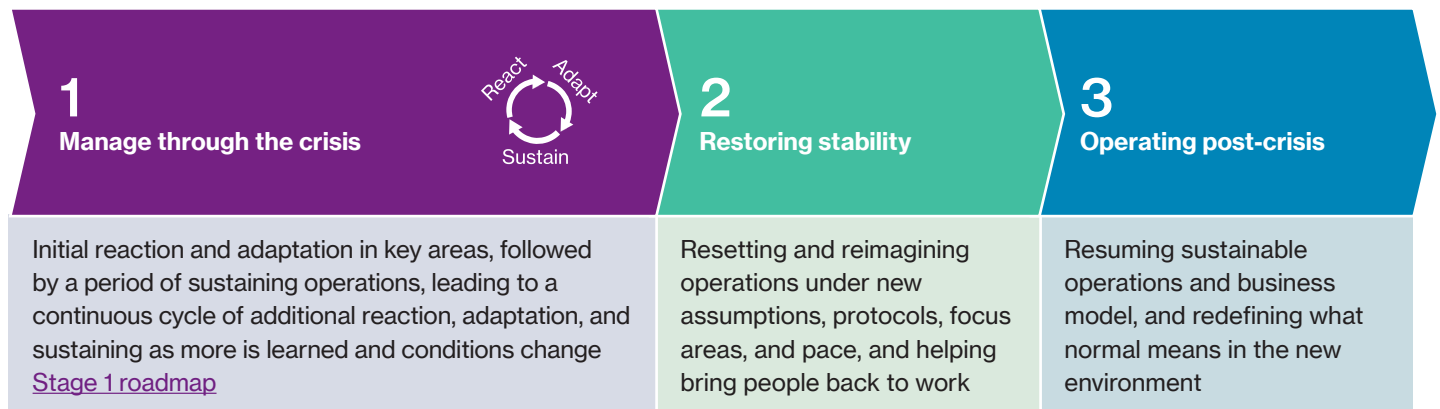 1
Manage through the crisis
React
Adapt
Sustain
Initial reaction and adaptation in key areas, followed
by a period of sustaining operations, leading to a
continuous cycle of additional reaction, adaptation, and
sustaining as more is learned and conditions change
Stage 1 roadmap
2
Restoring stability
Resetting and reimagining
operations under new
assumptions, protocols, focus
areas, and pace, and helping
bring people back to work
3
Operating post-crisis
Resuming sustainable
operations and business
model, and redefining what
normal means in the new
environment